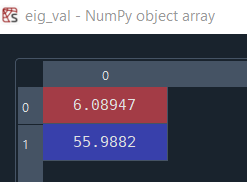 eig_val - NumPy object array
0
0 6.08947
1 55.9882